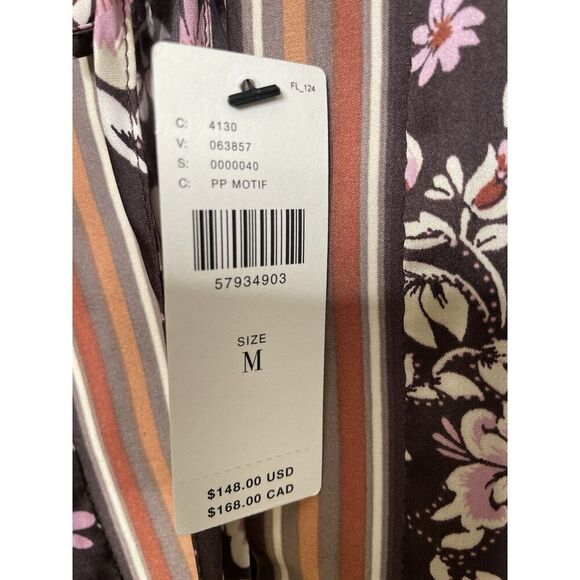 FL_124
C: 4130
V: 063857
S: 0000040
C: PP MOTIF
57934903
SIZE
M
$148.00 USD
$168.00 CAD